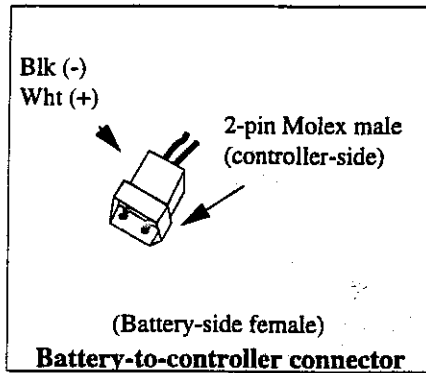 Blk (-)
Wht (+)
2-pin Molex male
(controller-side)
(Battery-side female)
Battery-to-controller connector